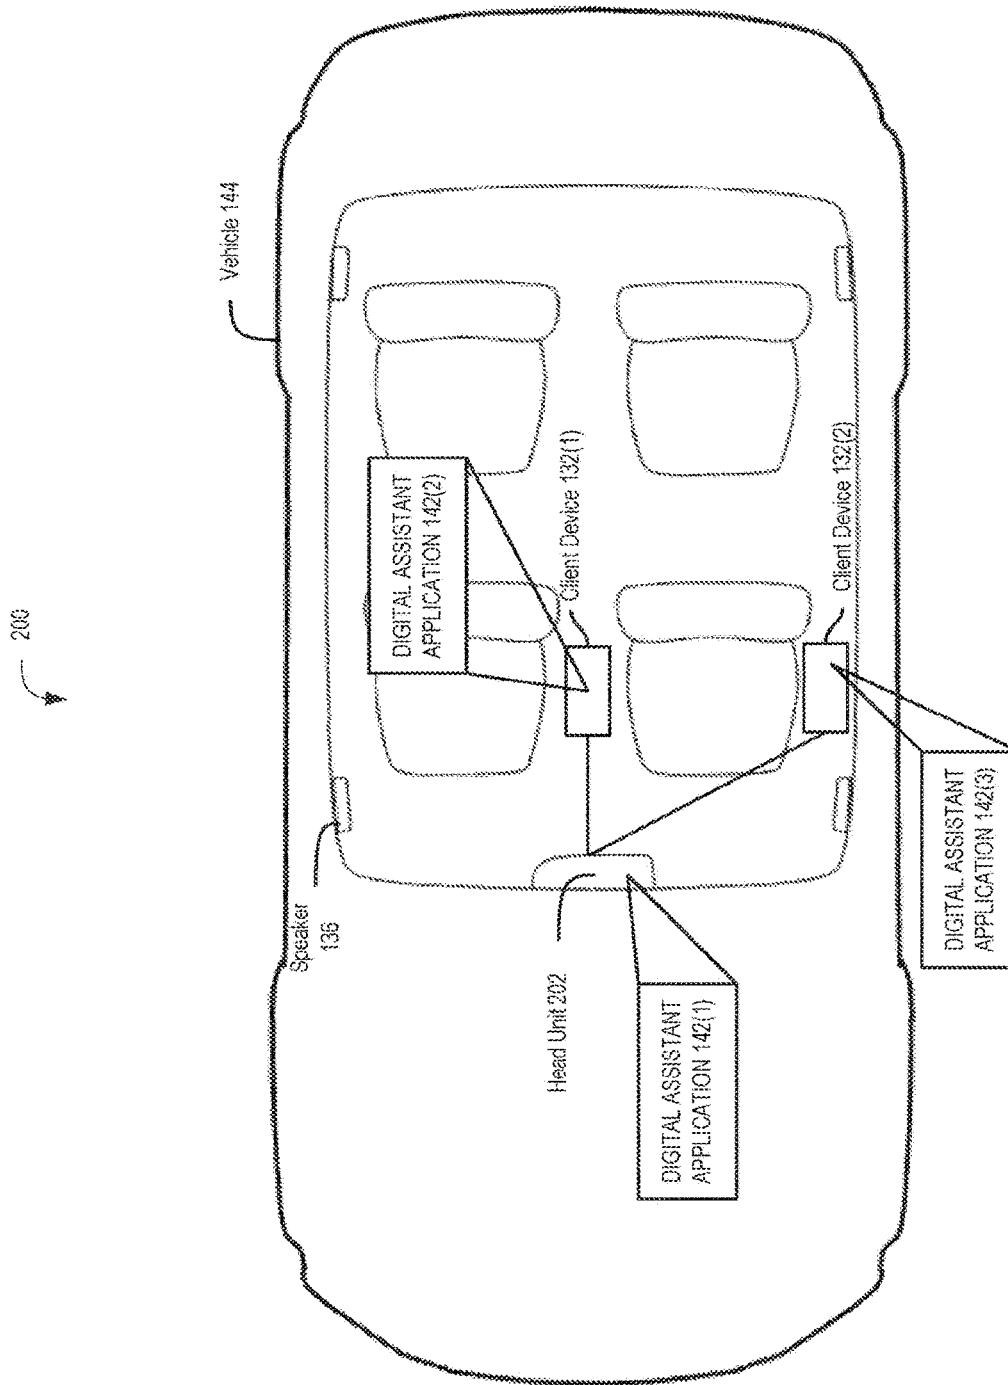 200
Vehicle 144
DIGITAL ASSISTANT
APPLICATION 142(2)
Client Device 132(1)
Client Device 132(2)
Speaker
136
Head Unit 202
DIGITAL ASSISTANT
APPLICATION 142(1)
DIGITAL ASSISTANT
APPLICATION 142(3)